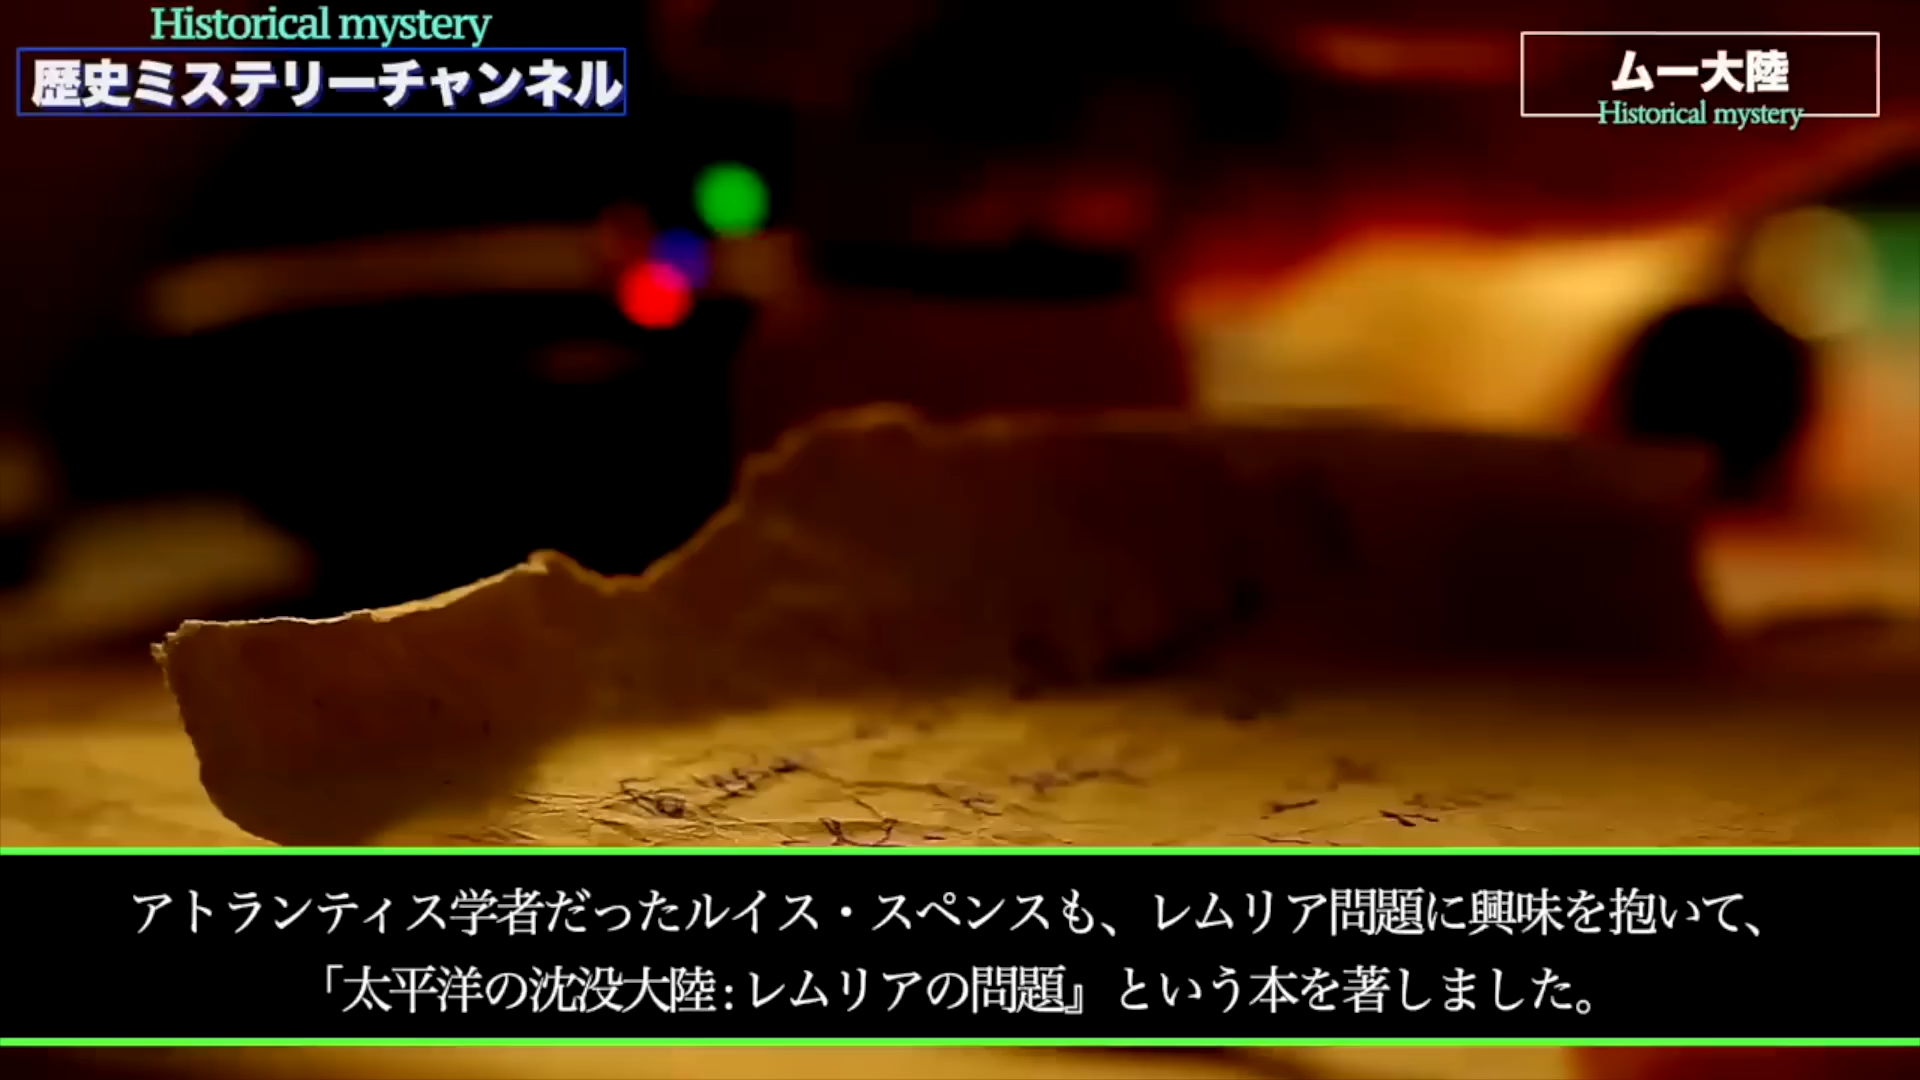 Historical mystery
歴史ミステリーチャンネル
ムー大陸
Historical mystery
アトランティス学者だったルイス・スペンスも、レムリア問題に興味を抱いて、
「太平洋の沈没大陸:レムリアの問題』という本を著しました。